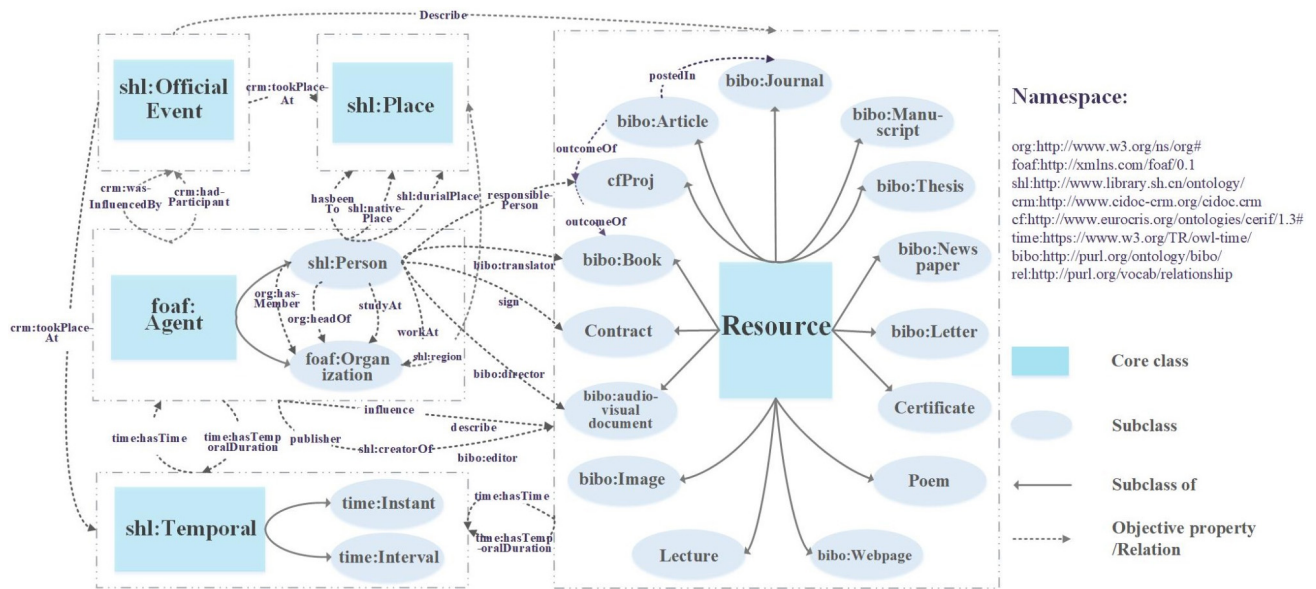 Describe
shl:Official
Event
crm:tookPlace-
At
shl:Place
crm:was-
InfluencedBy
crm:had-
Participant
hasbeen
To
shl:native-
Place
shl:durialPlace
responsible-
Person
foaf:
Agent
shl:Person
org:has-
Member
org:headOf
studyAt
workAt
shl:region
foaf:Organ
ization
crm:tookPlace-
At
bibo:translator
sign
bibo:director
influence
describe
publisher
shl:creatorOf
bibo:editor
time:hasTime
time:hasTemp
oralDuration
shl:Temporal
time:Instant
time:Interval
time:hasTime
time:hasTemp
-oralDuration
postedIn
bibo:Journal
bibo:Article
bibo:Manu-
script
outcomeOf
cfProj
bibo:Thesis
outcomeOf
bibo:Book
bibo:News
paper
Contract
Resource
bibo:Letter
bibo:audio-
visual
document
Certificate
bibo:Image
Poem
Lecture
bibo:Webpage
Namespace:
org:http://www.w3.org/ns/org#
foaf:http://xmlns.com/foaf/0.1
shl:http://www.library.sh.cn/ontology/
crm:http://www.cidoc-crm.org/cidoc.crm
cf:http://www.eurocris.org/ontologies/cerif/1.3#
time:https://www.w3.org/TR/owl-time/
bibo:http://purl.org/ontology/bibo/
rel:http://purl.org/vocab/relationship
Core class
Subclass
Subclass of
Objective property
/Relation